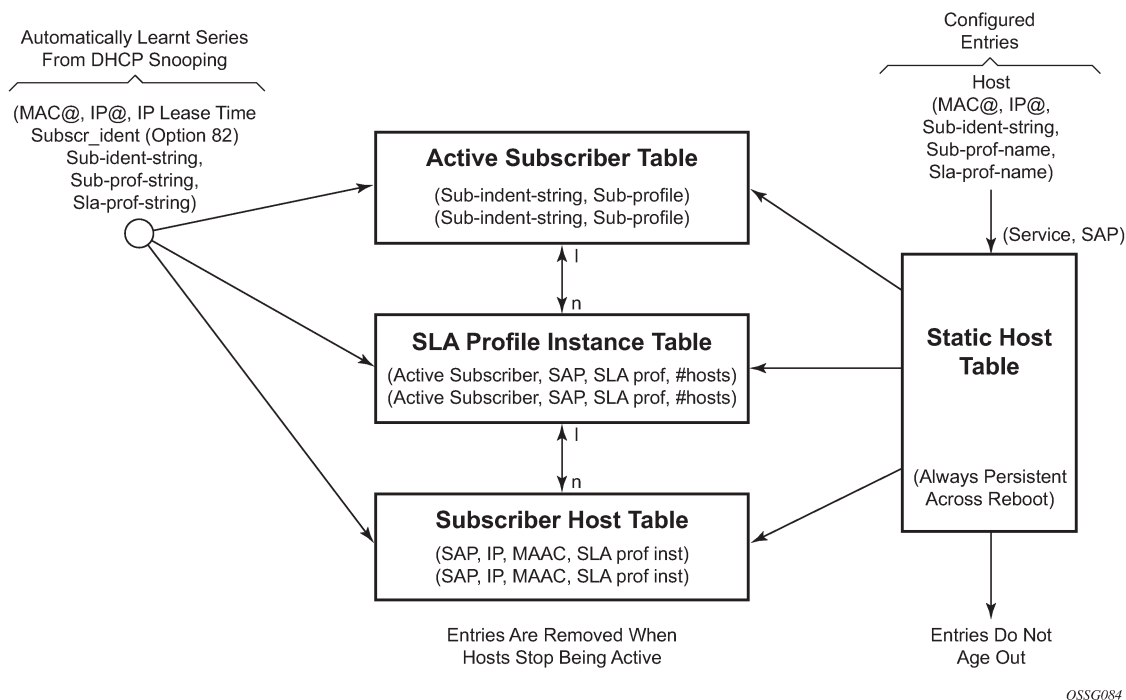 Automatically Learnt Series
From DHCP Snooping
(MAC@, IP@, IP Lease Time
Subscr_ident (Option 82)
Sub-ident-string,
Sub-prof-string,
Sla-prof-string)
Active Subscriber Table
(Sub-indent-string, Sub-profile)
(Sub-indent-string, Sub-profile)
l
n
SLA Profile Instance Table
(Active Subscriber, SAP, SLA prof, #hosts)
(Active Subscriber, SAP, SLA prof, #hosts)
l
n
Subscriber Host Table
(SAP, IP, MAAC, SLA prof inst)
(SAP, IP, MAAC, SLA prof inst)
Entries Are Removed When
Hosts Stop Being Active
Configured
Entries
Host
(MAC@, IP@,
Sub-ident-string,
Sub-prof-name,
Sla-prof-name)
(Service, SAP)
Static Host
Table
(Always Persistent
Across Reboot)
Entries Do Not
Age Out
OSSG084